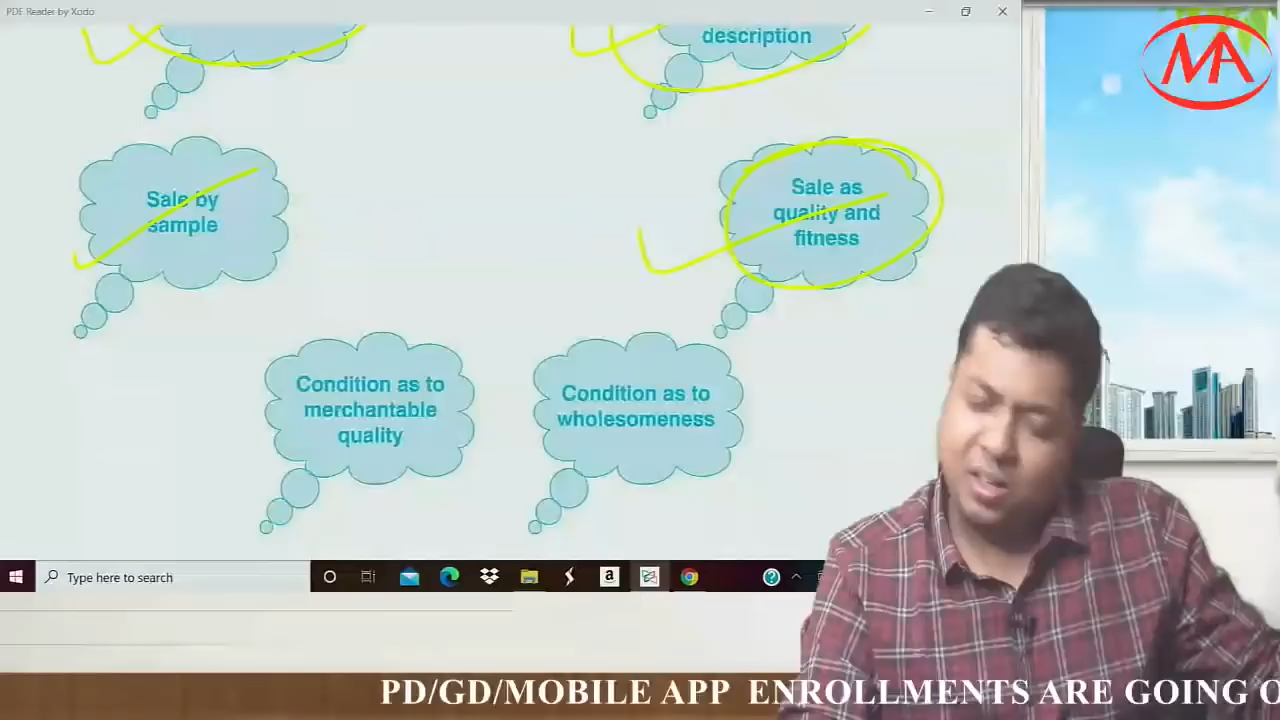 PDF Reader by Xodo
description
Sale by
sample
Sale as
quality and
fitness
Condition as to
merchantable
quality
Condition as to
wholesomeness
Type here to search
a
MA
PD/GD/MOBILE APP ENROLLMENTS ARE GOING O